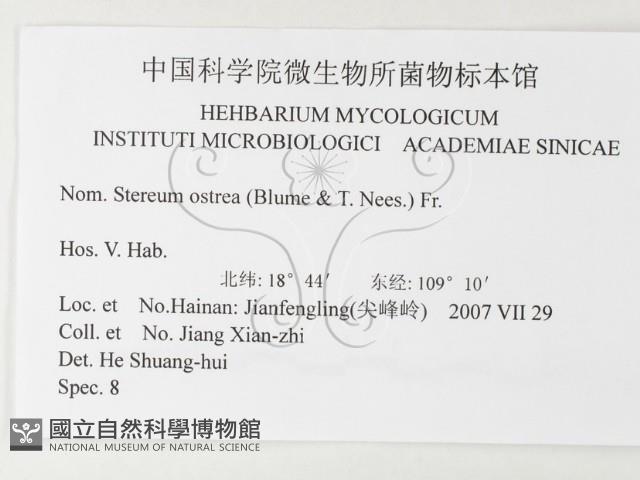 中国科学院微生物所菌物标本馆
HEHBARIUM MYCOLOGICUM
INSTITUTI MICROBIOLOGICI ACADEMIAE SINICAE
Nom. Stereum ostrea (Blume & T. Nees.) Fr.
Hos. V. Hab.
北纬: 18° 44′ 东经: 109° 10′
Loc. et No.Hainan: Jianfengling(尖峰岭) 2007 VII 29
Coll. et No. Jiang Xian-zhi
Det. He Shuang-hui
Spec. 8
國立自然科學博物館
NATIONAL MUSEUM OF NATURAL SCIENCE